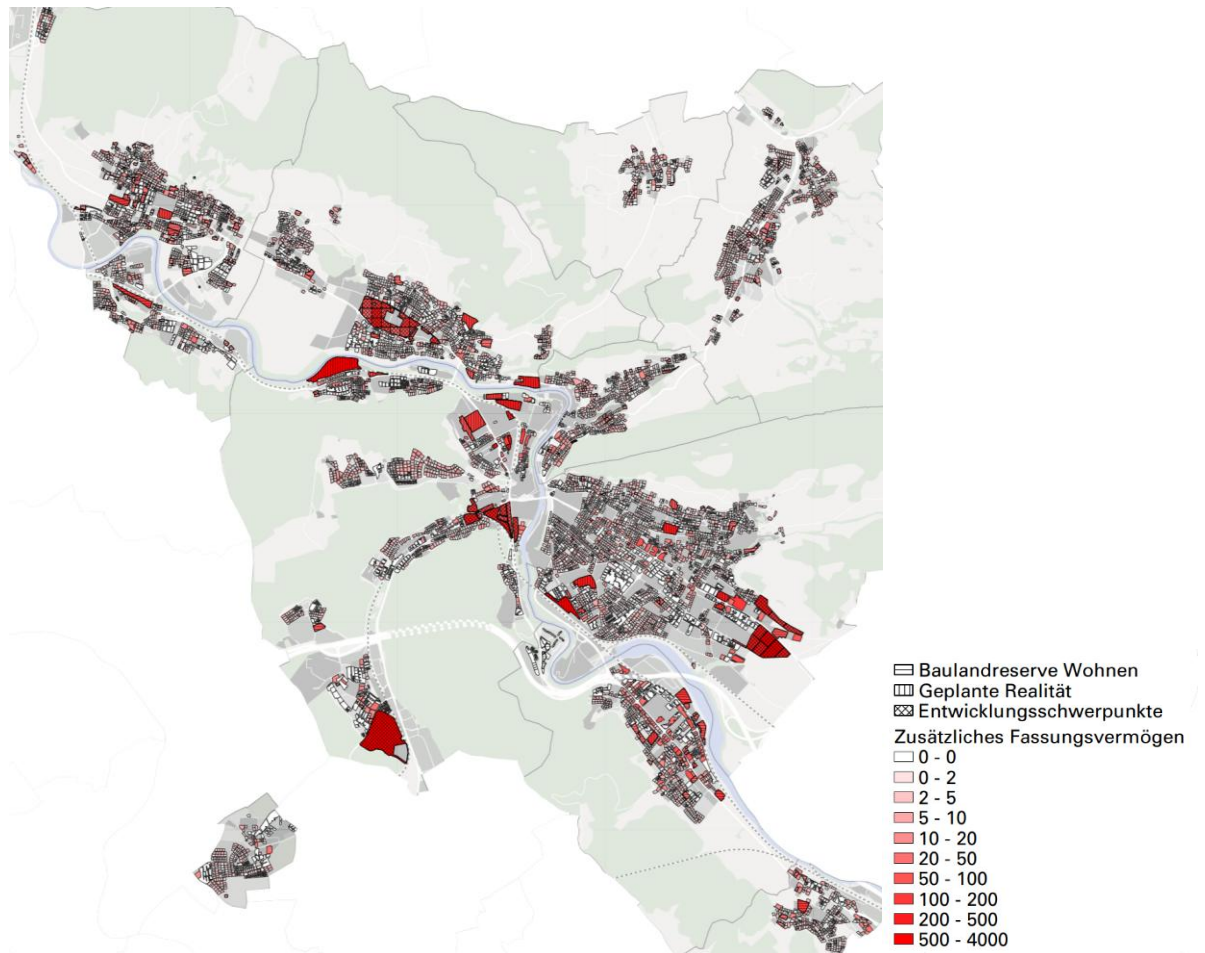 Baulandreserve Wohnen
Geplante Realität
Entwicklungsschwerpunkte
Zusätzliches Fassungsvermögen
0 - 0
0 - 2
2 - 5
5 - 10
10 - 20
20 - 50
50 - 100
100 - 200
200 - 500
500 - 4000